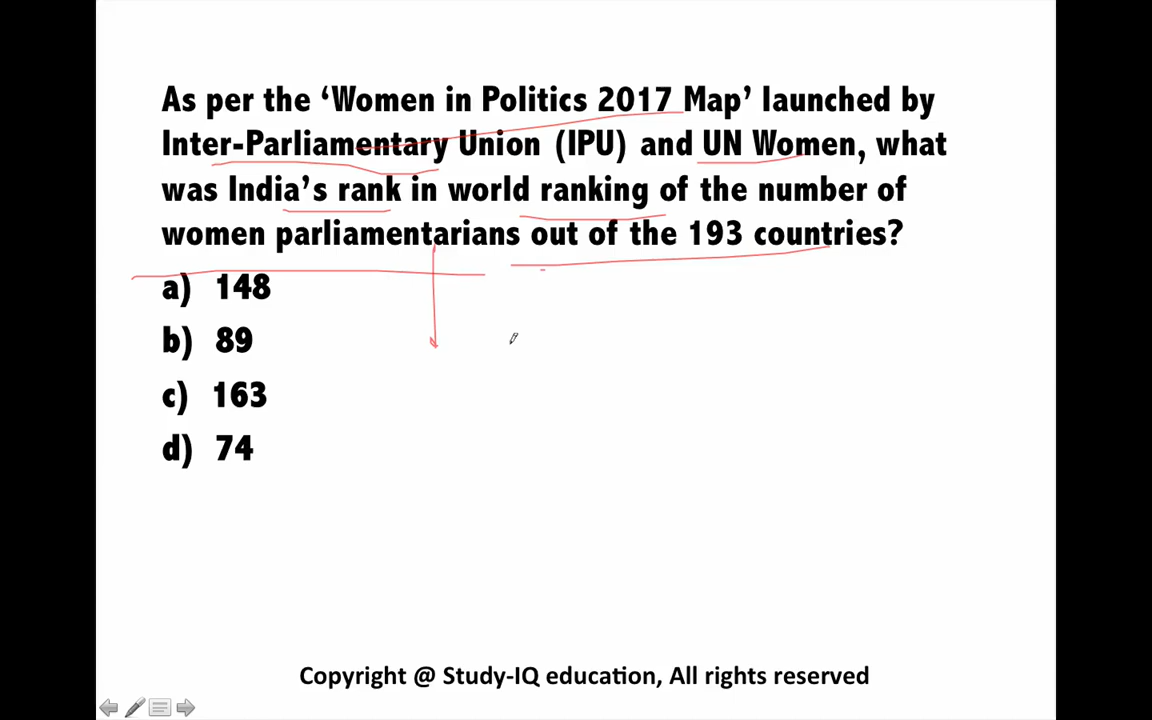 As per the ‘Women in Politics 2017 Map’ launched by
Inter-Parliamentary Union (IPU) and UN Women, what
was India’s rank in world ranking of the number of
women parliamentarians out of the 193 countries?
a) 148
b) 89
c) 163
d) 74
Copyright @ Study-IQ education, All rights reserved